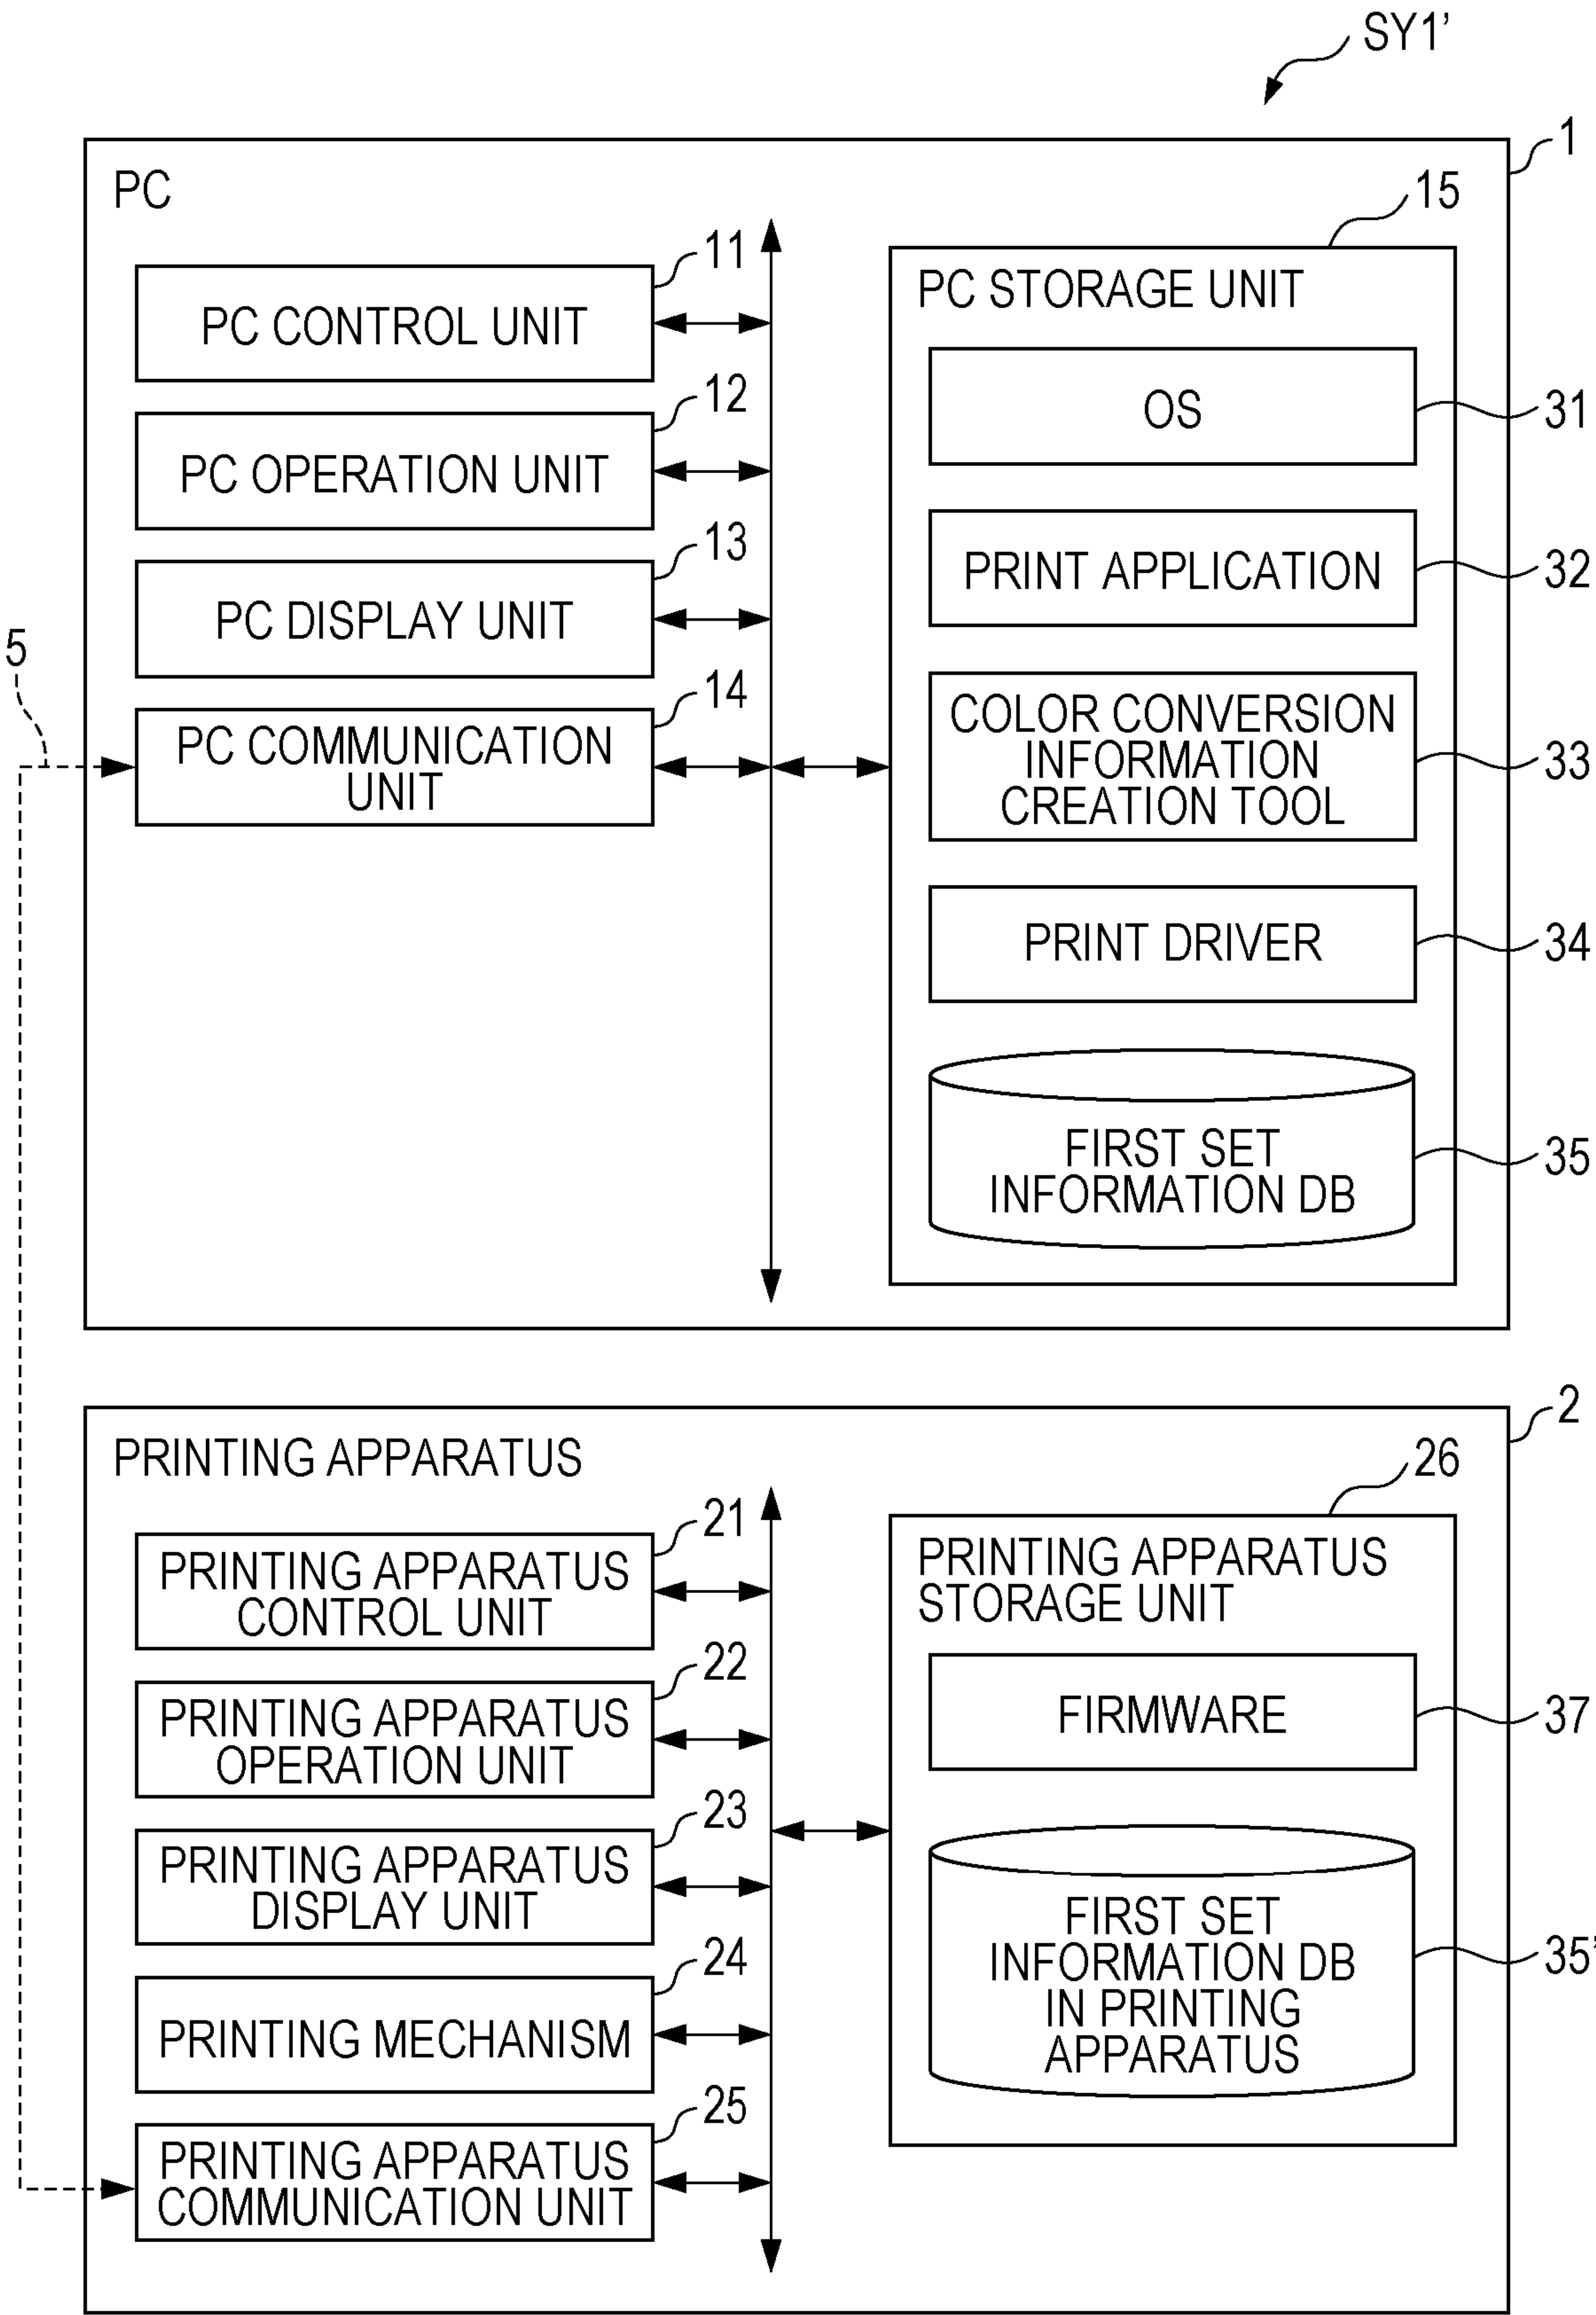 SY1’
1
PC
15
11
PC CONTROL UNIT
12
PC OPERATION UNIT
13
PC DISPLAY UNIT
14
PC COMMUNICATION
UNIT
5
PC STORAGE UNIT
OS
31
PRINT APPLICATION
32
COLOR CONVERSION
INFORMATION
CREATION TOOL
33
PRINT DRIVER
34
FIRST SET
INFORMATION DB
35
2
PRINTING APPARATUS
26
21
PRINTING APPARATUS
CONTROL UNIT
22
PRINTING APPARATUS
OPERATION UNIT
23
PRINTING APPARATUS
DISPLAY UNIT
24
PRINTING MECHANISM
25
PRINTING APPARATUS
COMMUNICATION UNIT
PRINTING APPARATUS
STORAGE UNIT
FIRMWARE
37
FIRST SET
INFORMATION DB
IN PRINTING
APPARATUS
35’